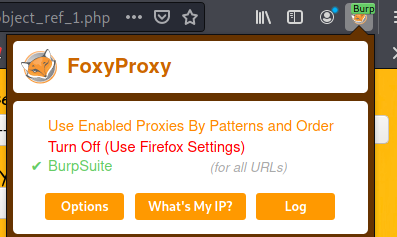 object_ref_1.php
Burp
FoxyProxy
Use Enabled Proxies By Patterns and Order
Turn Off (Use Firefox Settings)
✔ BurpSuite (for all URLs)
Options What's My IP? Log